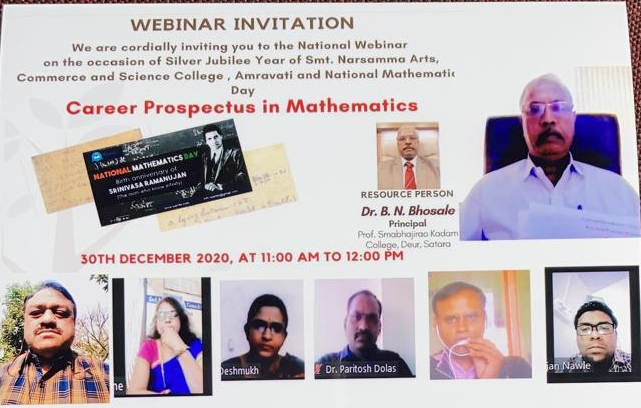 WEBINAR INVITATION
We are cordially inviting you to the National Webinar
on the occasion of Silver Jubilee Year of Smt. Narsamma Arts,
Commerce and Science College , Amravati and National Mathematic
Day
Career Prospectus in Mathematics
NATIONAL MATHEMATICS DAY
Birth anniversary of
SRINIVASA RAMANUJAN
(The man who knew infinity)
RESOURCE PERSON
Dr. B. N. Bhosale
Principal
Prof. Smabhajirao Kadam
College, Deur, Satara
30TH DECEMBER 2020, AT 11:00 AM TO 12:00 PM
ne
Deshmukh
Dr. Paritosh Dolas
jan Nawle